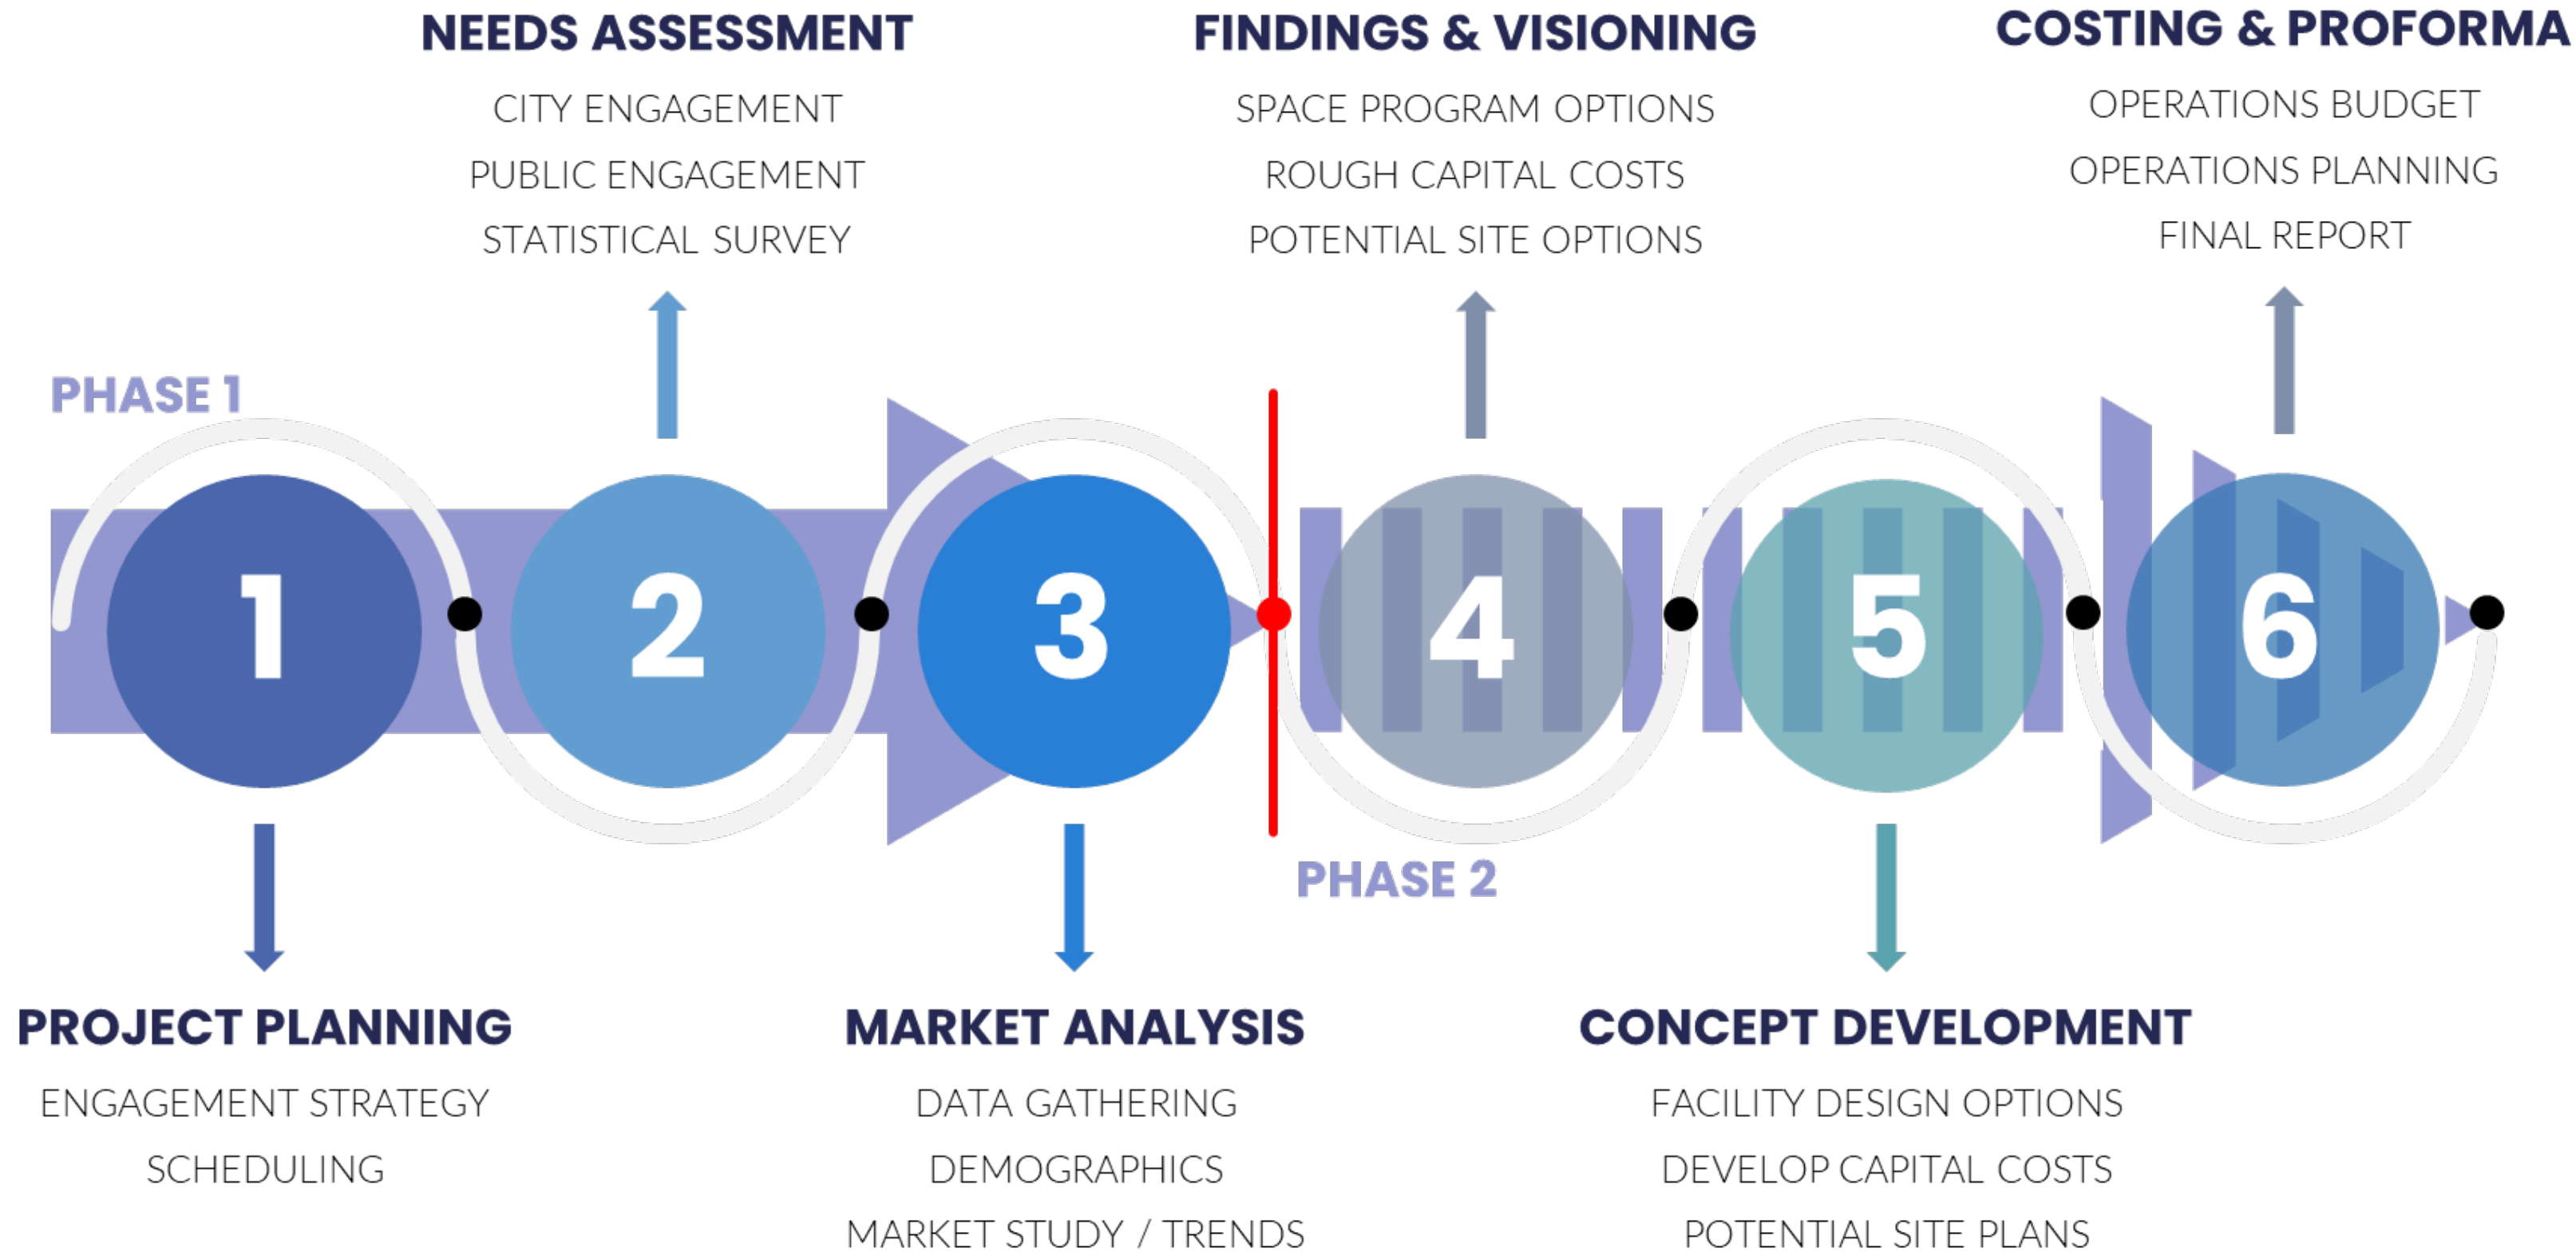 NEEDS ASSESSMENT
CITY ENGAGEMENT
PUBLIC ENGAGEMENT
STATISTICAL SURVEY
FINDINGS & VISIONING
SPACE PROGRAM OPTIONS
ROUGH CAPITAL COSTS
POTENTIAL SITE OPTIONS
COSTING & PROFORMA
OPERATIONS BUDGET
OPERATIONS PLANNING
FINAL REPORT
PHASE 1
1
2
3
4
5
6
PHASE 2
PROJECT PLANNING
ENGAGEMENT STRATEGY
SCHEDULING
MARKET ANALYSIS
DATA GATHERING
DEMOGRAPHICS
MARKET STUDY / TRENDS
CONCEPT DEVELOPMENT
FACILITY DESIGN OPTIONS
DEVELOP CAPITAL COSTS
POTENTIAL SITE PLANS